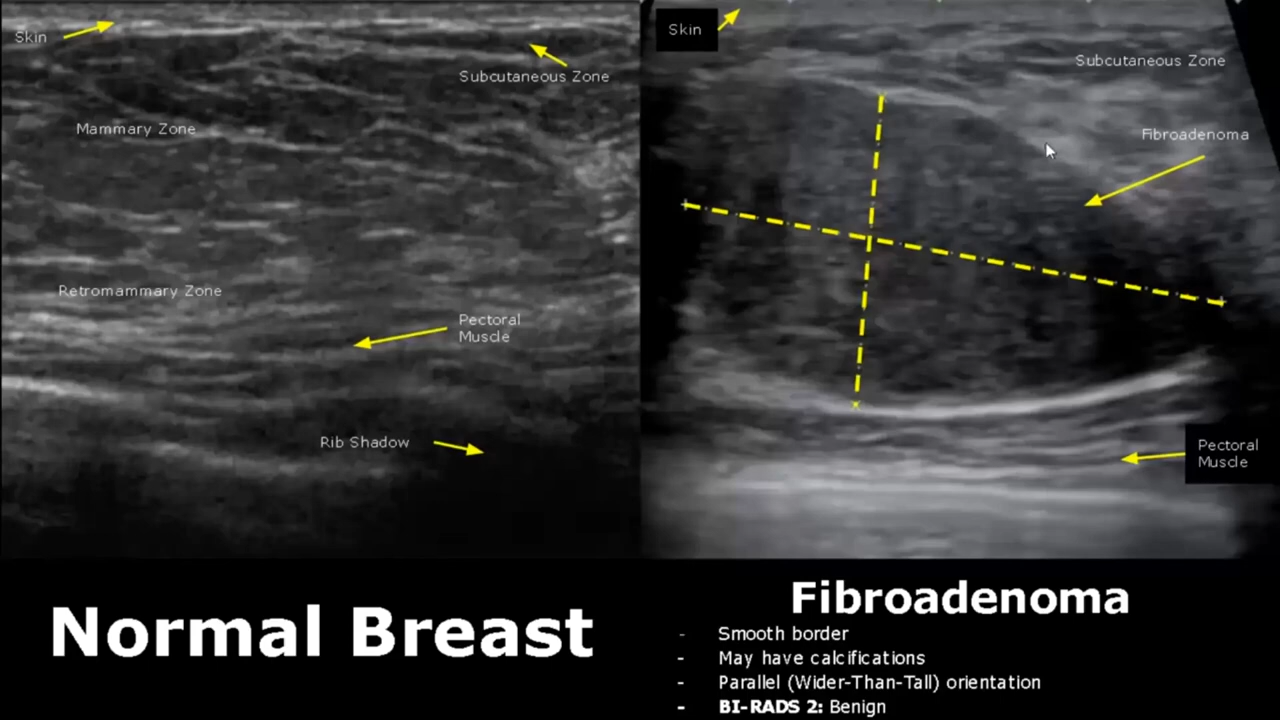 Skin
Subcutaneous Zone
Mammary Zone
Retromammary Zone
Pectoral
Muscle
Rib Shadow
Normal Breast
Skin
Subcutaneous Zone
Fibroadenoma
Pectoral
Muscle
Fibroadenoma
- Smooth border
- May have calcifications
- Parallel (Wider-Than-Tall) orientation
- BI-RADS 2: Benign